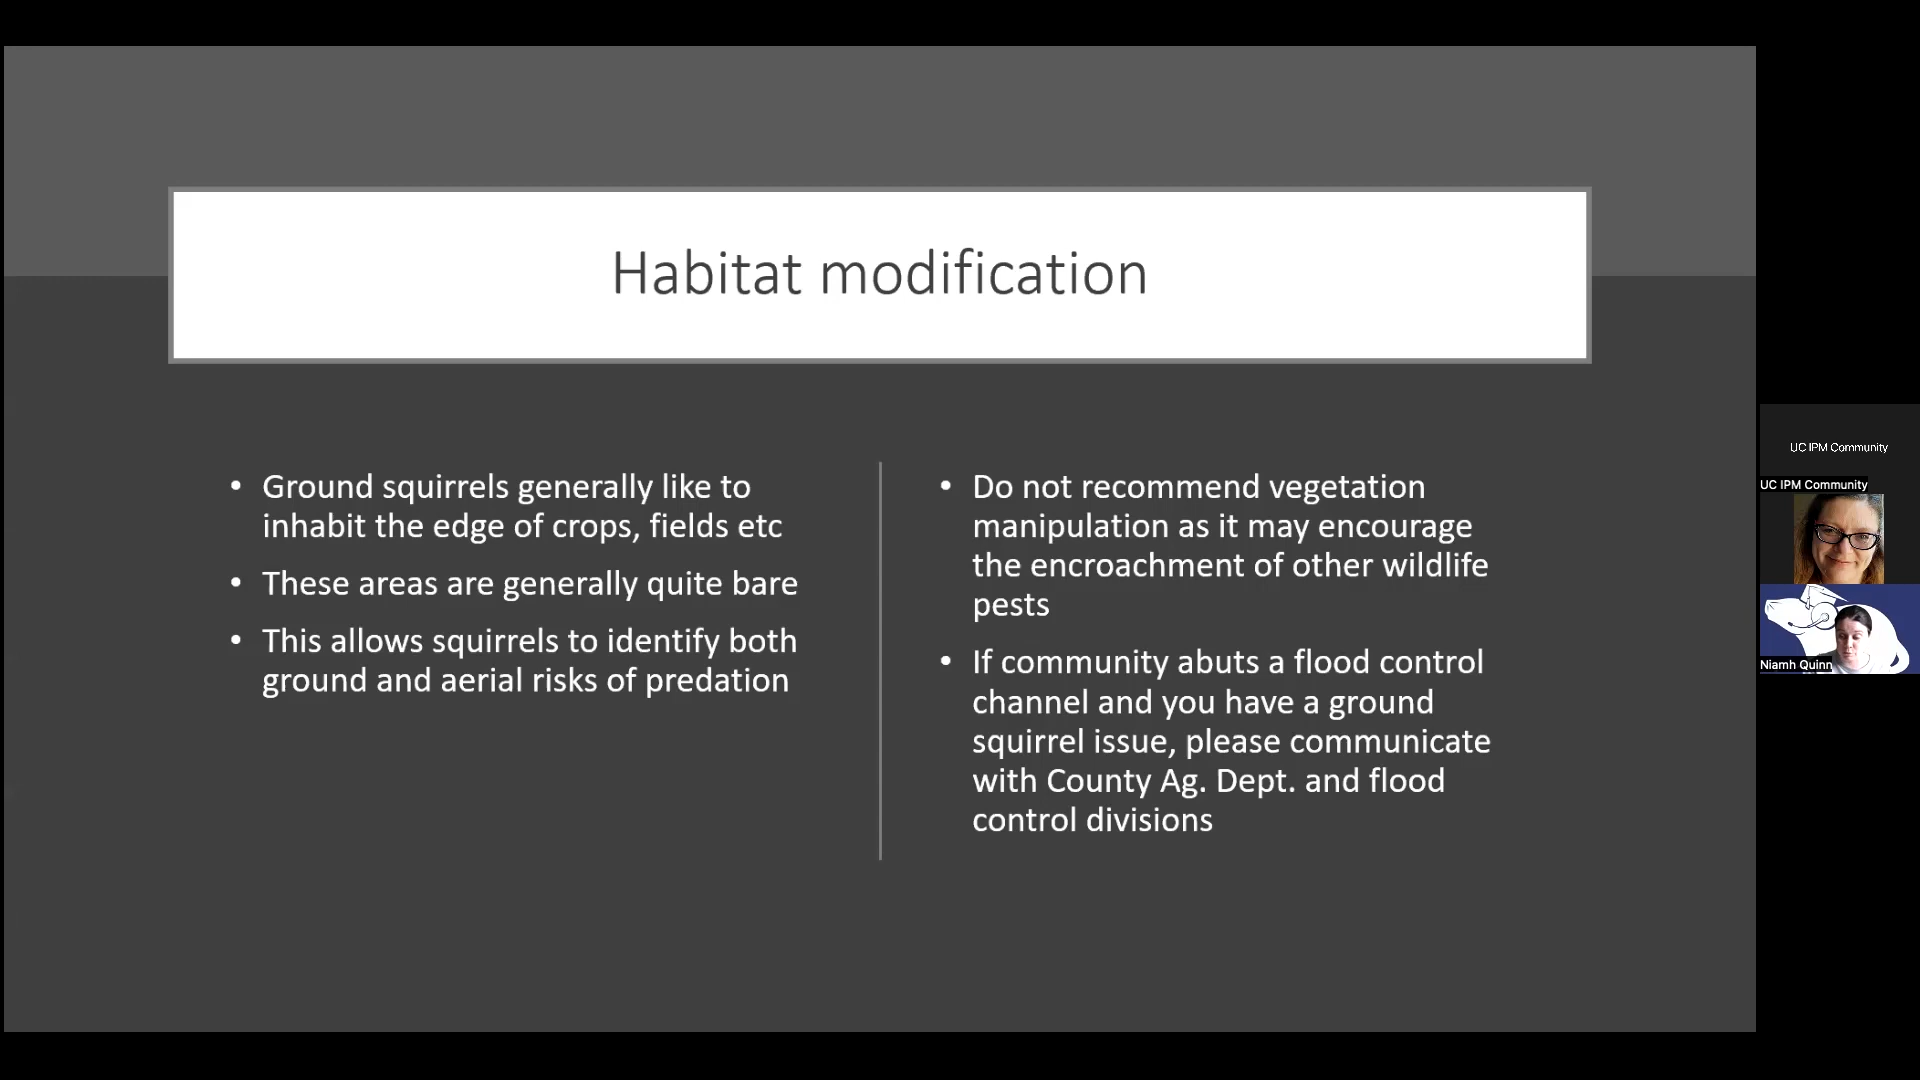 Habitat modification
• Ground squirrels generally like to
inhabit the edge of crops, fields etc
• These areas are generally quite bare
• This allows squirrels to identify both
ground and aerial risks of predation
• Do not recommend vegetation
manipulation as it may encourage
the encroachment of other wildlife
pests
• If community abuts a flood control
channel and you have a ground
squirrel issue, please communicate
with County Ag. Dept. and flood
control divisions
UC IPM Community
UC IPM Community
Niamh Quinn